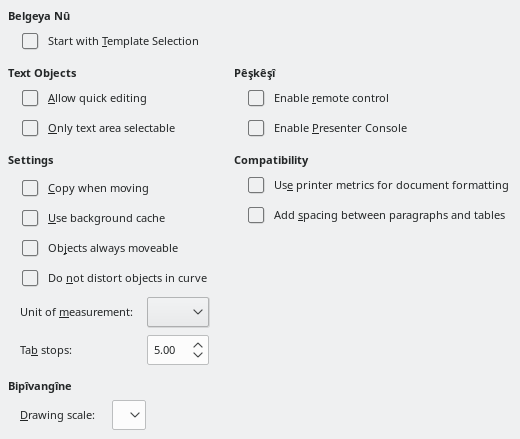 Belgeya Nû
Start with Template Selection
Text Objects
Allow quick editing
Only text area selectable
Pêşkêşî
Enable remote control
Enable Presenter Console
Settings
Copy when moving
Use background cache
Objects always moveable
Do not distort objects in curve
Unit of measurement:
Tab stops: 5.00
Compatibility
Use printer metrics for document formatting
Add spacing between paragraphs and tables
Bipîvangîne
Drawing scale: